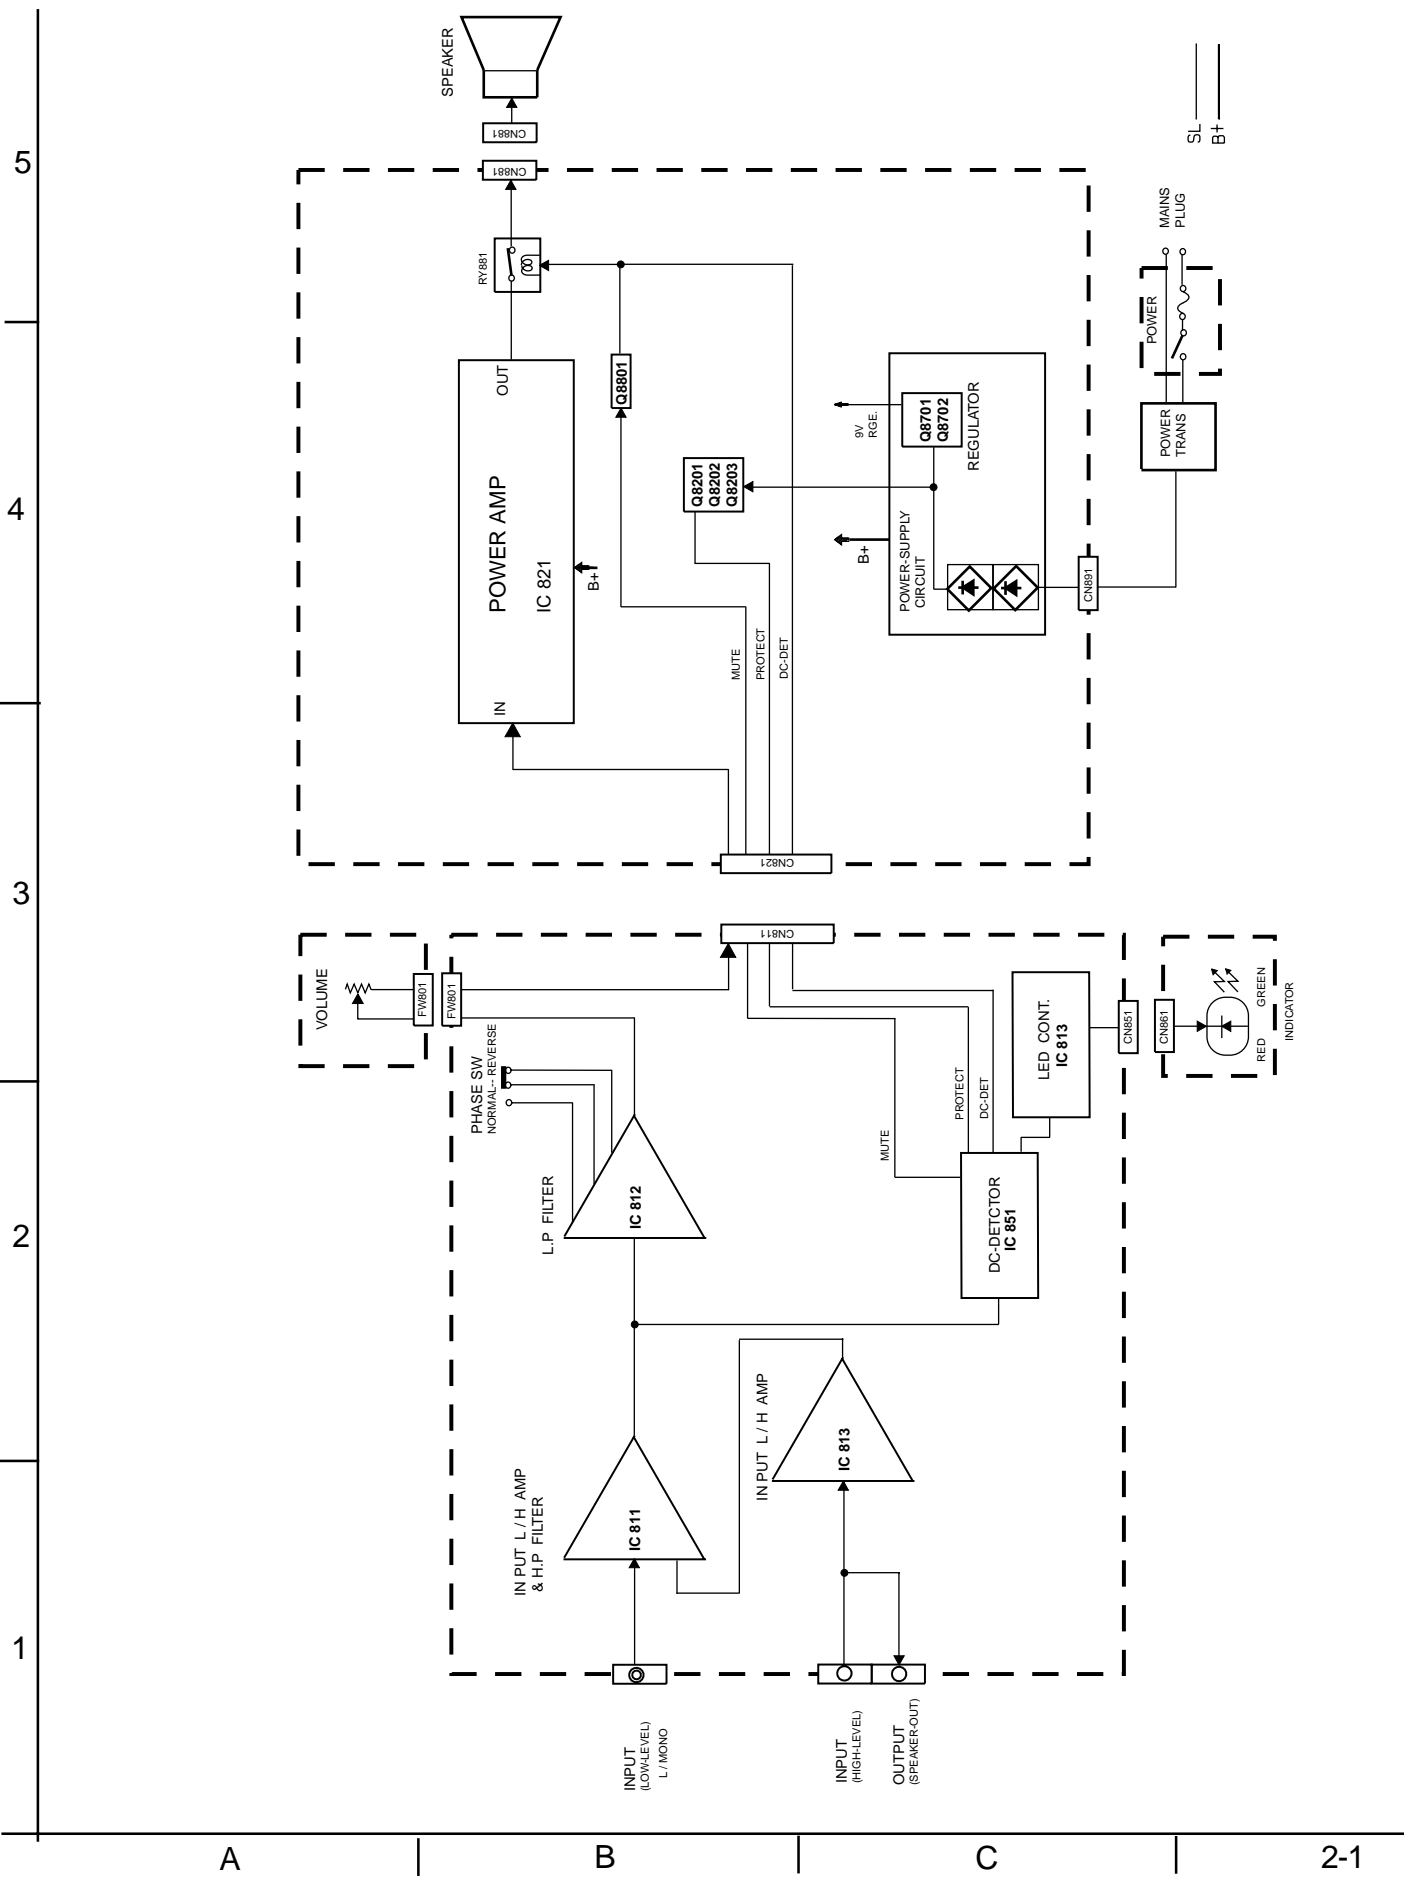 SPEAKER
CN881
CN881
5
SL
B+
MAINS
PLUG
RY881
POWER
OUT
Q8801
9V
RGE.
Q8701
Q8702
REGULATOR
POWER
TRANS
4
POWER AMP
IC 821
B+
Q8201
Q8202
Q8203
B+
POWER-SUPPLY
CIRCUIT
CN891
MUTE
PROTECT
DC-DET
IN
CN821
3
CN811
VOLUME
FW801
FW801
PHASE SW
NORMAL-- REVERSE
LED CONT.
IC 813
CN851
CN861
RED GREEN
INDICATOR
MUTE
PROTECT
DC-DET
L.P FILTER
IC 812
DC-DETCTOR
IC 851
2
INPUT L / H AMP
& H.P FILTER
IC 811
INPUT L / H AMP
IC 813
1
INPUT
(LOW-LEVEL)
L / MONO
INPUT
(HIGH-LEVEL)
OUTPUT
(SPEAKER-OUT)
A
B
C
2-1